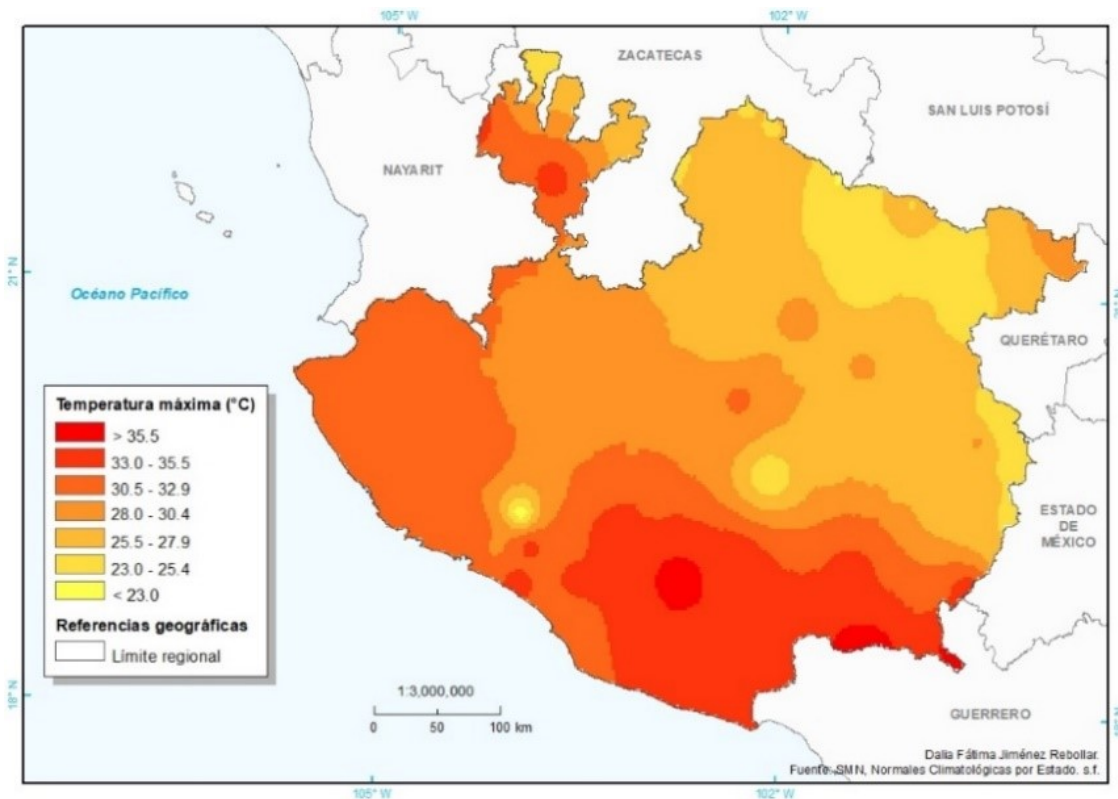 105° W
102° W
ZACATECAS
SAN LUIS POTOSÍ
NAYARIT
21° N
Océano Pacífico
QUERÉTARO
Temperatura máxima (°C)
> 35.5
33.0 - 35.5
30.5 - 32.9
28.0 - 30.4
25.5 - 27.9
23.0 - 25.4
< 23.0
Referencias geográficas
Límite regional
ESTADO
DE
MÉXICO
18° N
1:3,000,000
0 50 100 km
GUERRERO
Dalia Fátima Jiménez Rebollar.
Fuente: SMN, Normales Climatológicas por Estado. s.f.
105° W
102° W